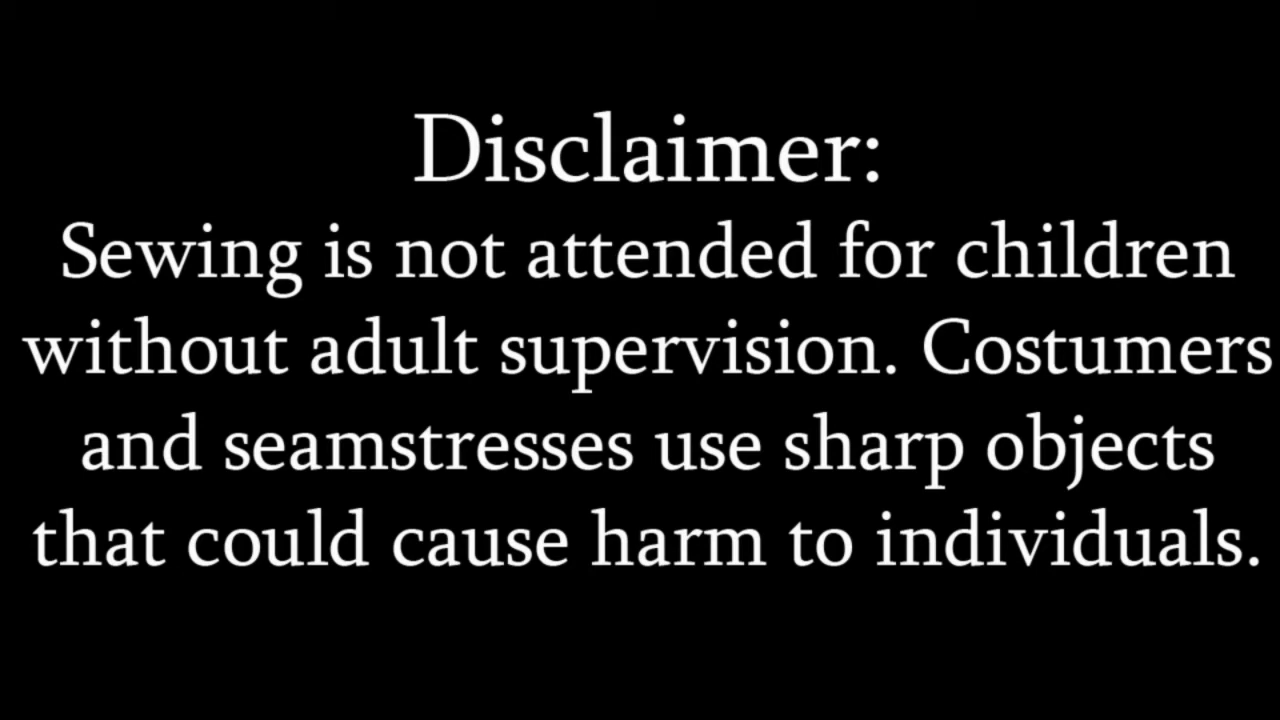 Disclaimer:
Sewing is not attended for children
without adult supervision. Costumers
and seamstresses use sharp objects
that could cause harm to individuals.